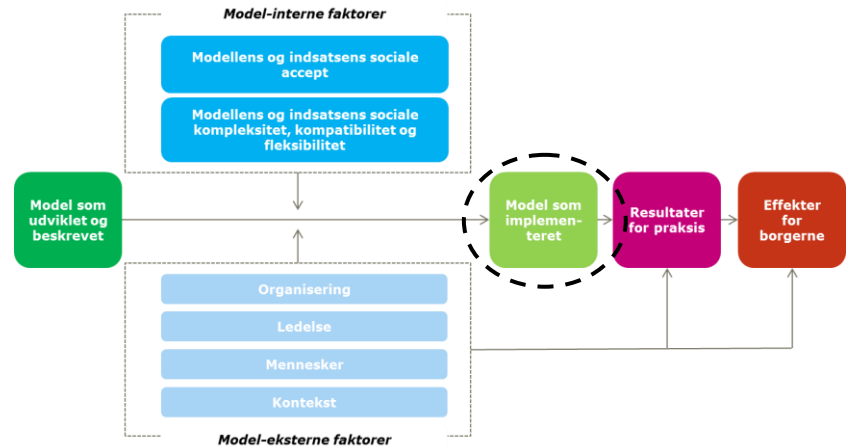 Model-interne faktorer
Modellens og indsatsens sociale
accept
Modellens og indsatsens sociale
kompleksitet, kompatibilitet og
fleksibilitet
Model som
udviklet og
beskrevet
Model som
implemen-
teret
Resultater
for praksis
Effekter
for
borgerne
Organisering
Ledelse
Mennesker
Kontekst
Model-eksterne faktorer